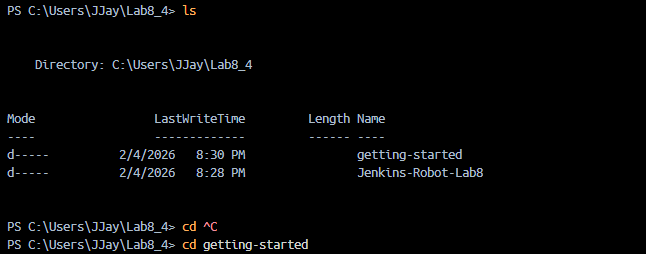 PS C:\Users\JJay\Lab8_4> ls
Directory: C:\Users\JJay\Lab8_4
Mode LastWriteTime Length Name
---- ------------- ------ ----
d----- 2/4/2026 8:30 PM getting-started
d----- 2/4/2026 8:28 PM Jenkins-Robot-Lab8
PS C:\Users\JJay\Lab8_4> cd ^C
PS C:\Users\JJay\Lab8_4> cd getting-started